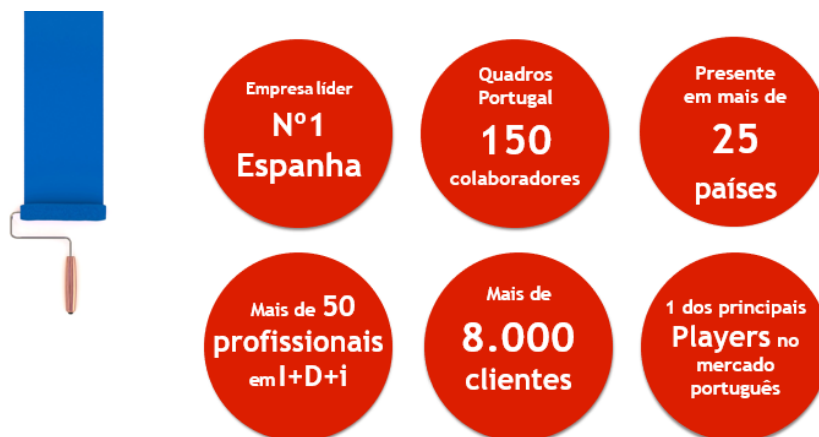 Empresa líder
Nº1
Espanha
Quadros
Portugal
150
colaboradores
Presente
em mais de
25
países
Mais de 50
profissionais
em I+D+i
Mais de
8.000
clientes
1 dos principais
Players no
mercado
português